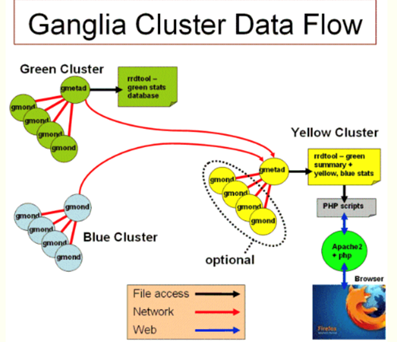 Ganglia Cluster Data Flow
Green Cluster
gmetad
rrdtool – green stats database
gmond
gmond
gmond
gmond
Yellow Cluster
gmetad
rrdtool – green
summary +
yellow, blue stats
gmond
gmond
gmond
gmond
optional
PHP scripts
Apache2
+ php
Browser
Firefox
gmond
gmond
gmond
gmond
gmond
Blue Cluster
File access
Network
Web